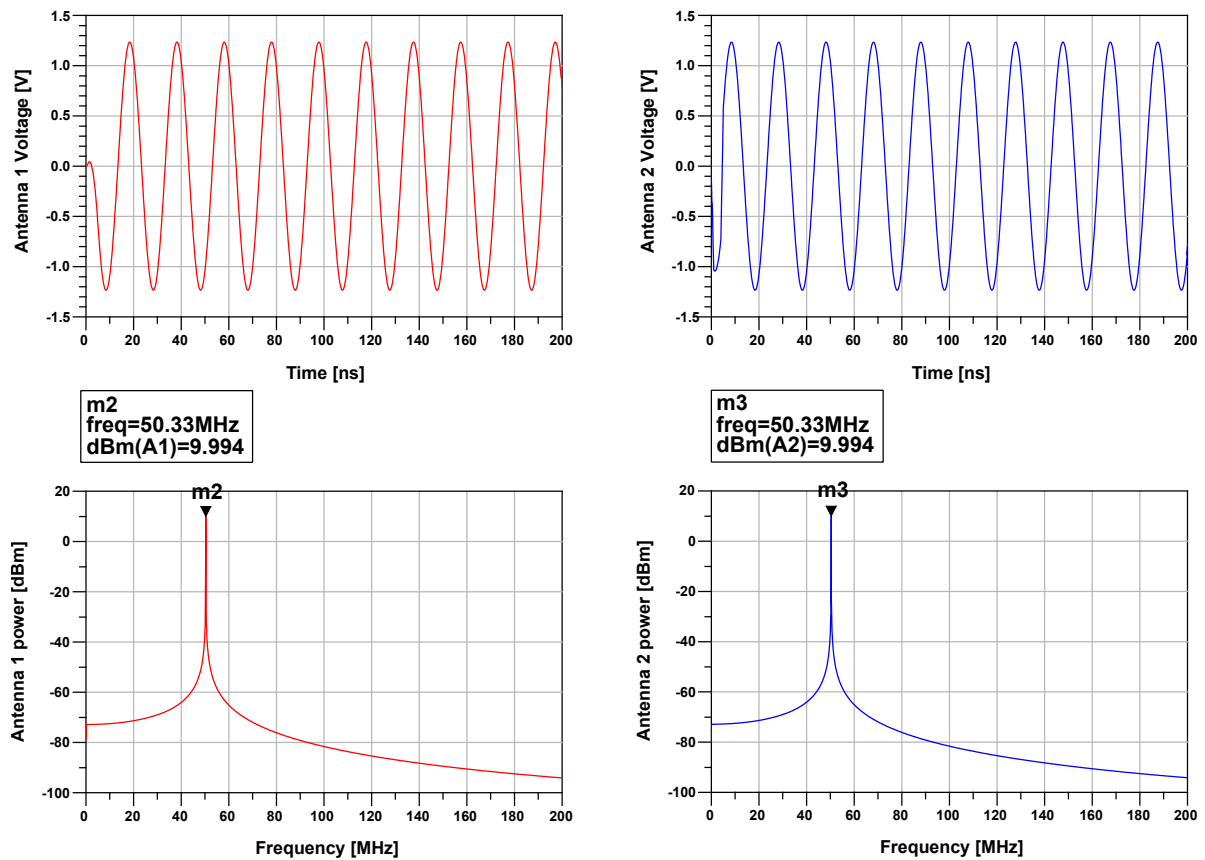 Antenna 1 Voltage [V]
1.5
1.0
0.5
0.0
-0.5
-1.0
-1.5
0 20 40 60 80 100 120 140 160 180 200
Time [ns]
Antenna 2 Voltage [V]
1.5
1.0
0.5
0.0
-0.5
-1.0
-1.5
0 20 40 60 80 100 120 140 160 180 200
Time [ns]
m2
freq=50.33MHz
dBm(A1)=9.994
m3
freq=50.33MHz
dBm(A2)=9.994
Antenna 1 power [dBm]
20
0
-20
-40
-60
-80
-100
m2
0 20 40 60 80 100 120 140 160 180 200
Frequency [MHz]
Antenna 2 power [dBm]
20
0
-20
-40
-60
-80
-100
m3
0 20 40 60 80 100 120 140 160 180 200
Frequency [MHz]